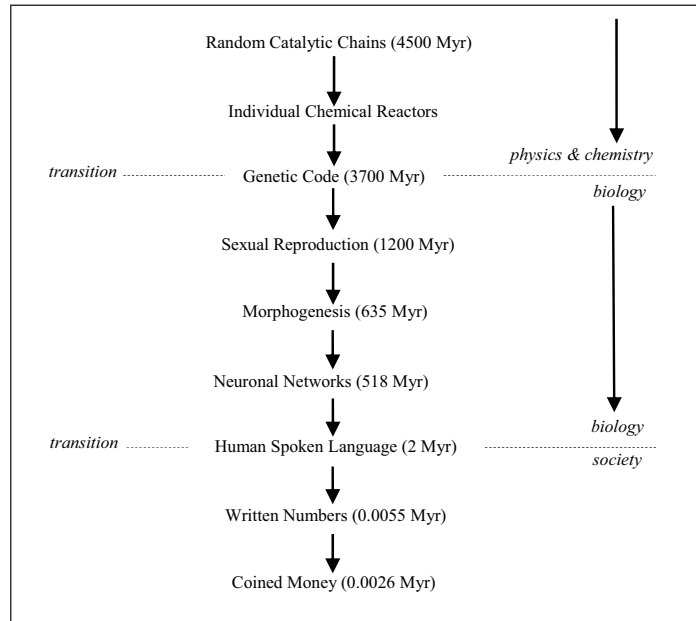 Random Catalytic Chains (4500 Myr)
Individual Chemical Reactors
physics & chemistry
transition
Genetic Code (3700 Myr)
biology
Sexual Reproduction (1200 Myr)
Morphogenesis (635 Myr)
Neuronal Networks (518 Myr)
biology
transition
Human Spoken Language (2 Myr)
society
Written Numbers (0.0055 Myr)
Coined Money (0.0026 Myr)